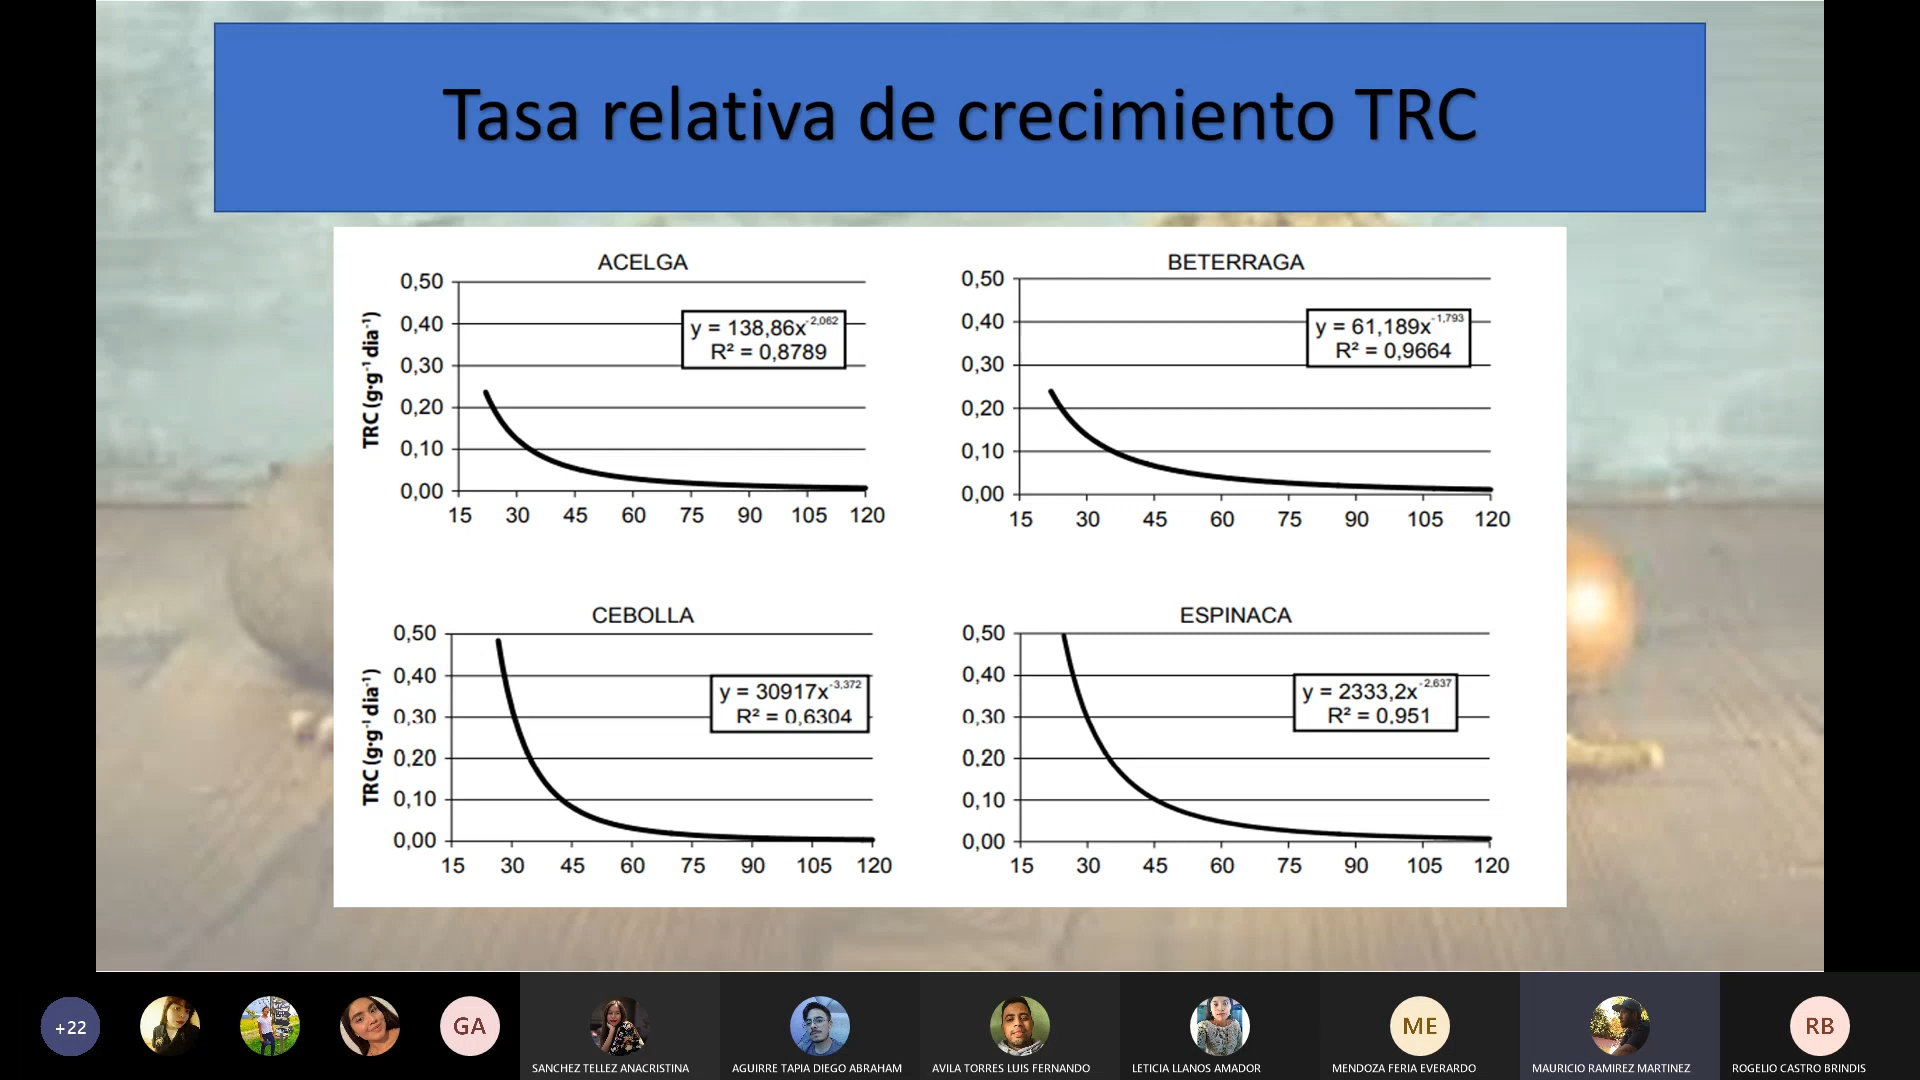 Tasa relativa de crecimiento TRC
ACELGA
TRC (g·g⁻¹ dia⁻¹)
0,50
0,40
0,30
0,20
0,10
0,00
15 30 45 60 75 90 105 120
y = 138,86x⁻²,⁰⁶²
R² = 0,8789
BETERRAGA
0,50
0,40
0,30
0,20
0,10
0,00
15 30 45 60 75 90 105 120
y = 61,189x⁻¹,⁷⁹³
R² = 0,9664
CEBOLLA
TRC (g·g⁻¹ dia⁻¹)
0,50
0,40
0,30
0,20
0,10
0,00
15 30 45 60 75 90 105 120
y = 30917x⁻³,³⁷²
R² = 0,6304
ESPINACA
0,50
0,40
0,30
0,20
0,10
0,00
15 30 45 60 75 90 105 120
y = 2333,2x⁻²,⁶³⁷
R² = 0,951
+22
GA
SANCHEZ TELLEZ ANACRISTINA
AGUIRRE TAPIA DIEGO ABRAHAM
AVILA TORRES LUIS FERNANDO
LETICIA LLANOS AMADOR
ME
MENDOZA FERIA EVERARDO
MAURICIO RAMIREZ MARTINEZ
RB
ROGELIO CASTRO BRINDIS